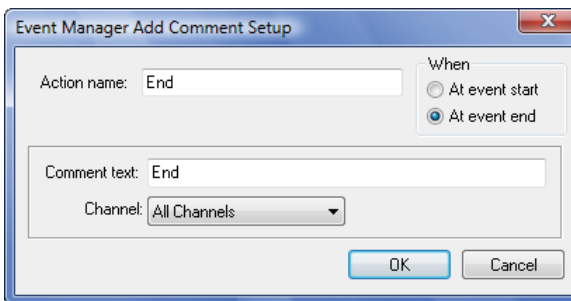 Event Manager Add Comment Setup
Action name: End
When
At event start
At event end
Comment text: End
Channel: All Channels
OK Cancel